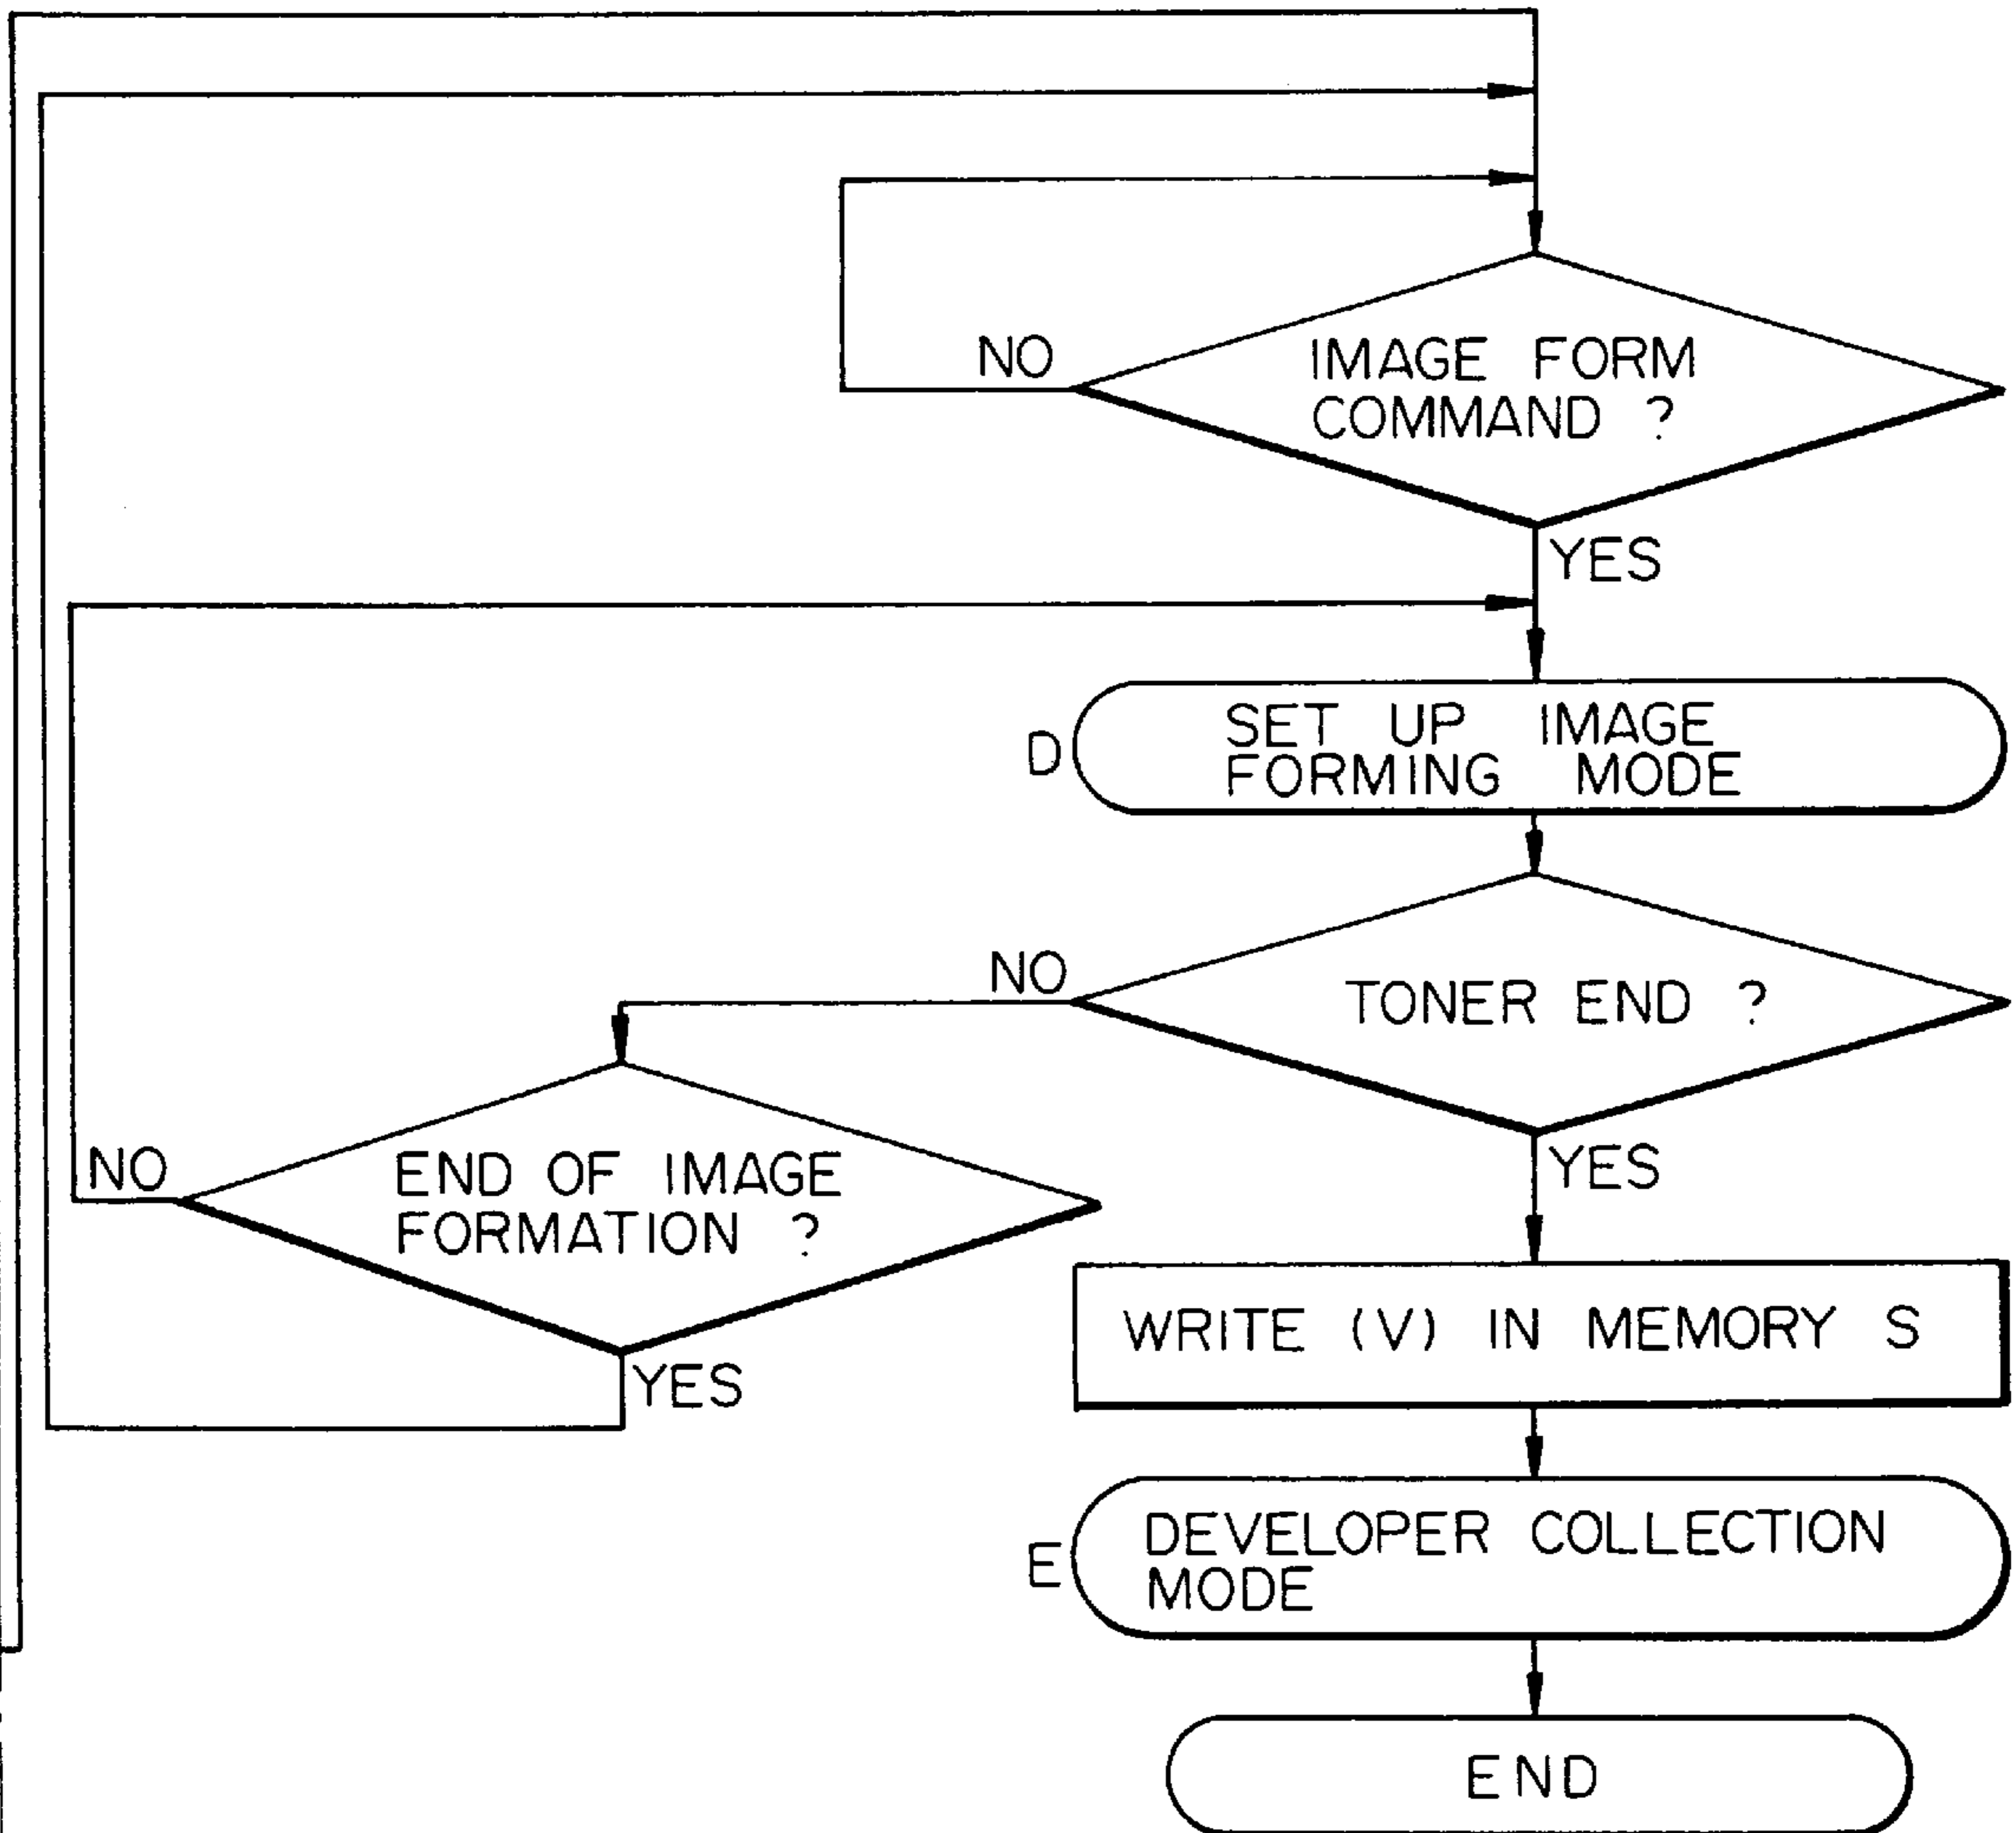 NO
IMAGE FORM
COMMAND ?
YES
D
SET UP IMAGE
FORMING MODE
NO
TONER END ?
YES
NO
END OF IMAGE
FORMATION ?
YES
WRITE (V) IN MEMORY S
E
DEVELOPER COLLECTION
MODE
END